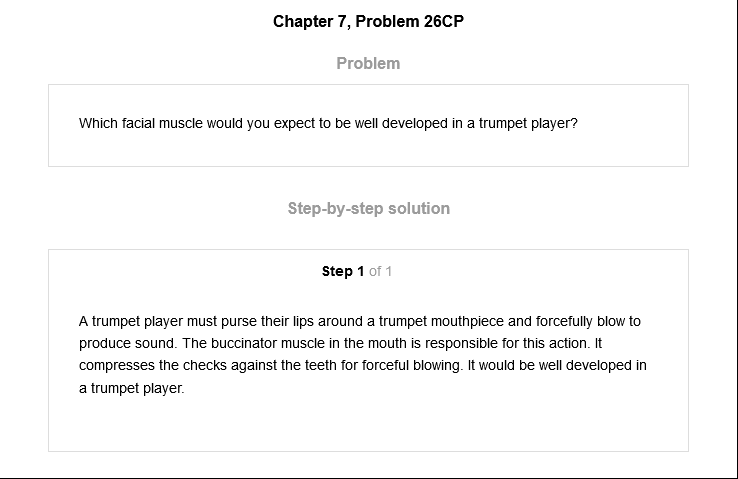 Chapter 7, Problem 26CP
Problem
Which facial muscle would you expect to be well developed in a trumpet player?
Step-by-step solution
Step 1 of 1
A trumpet player must purse their lips around a trumpet mouthpiece and forcefully blow to
produce sound. The buccinator muscle in the mouth is responsible for this action. It
compresses the checks against the teeth for forceful blowing. It would be well developed in
a trumpet player.